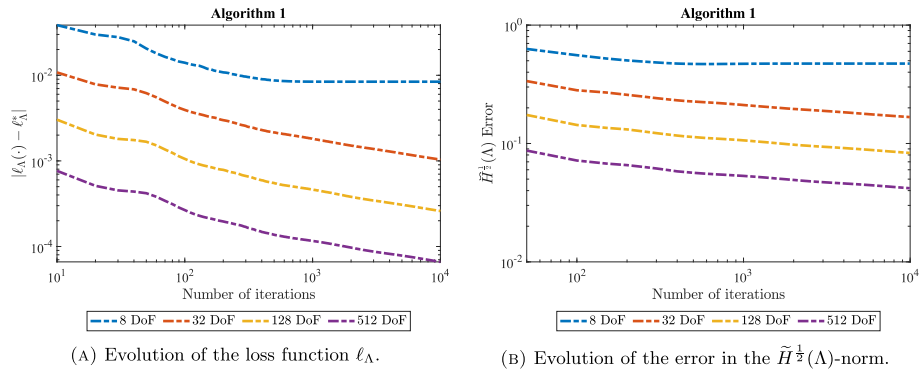 Algorithm 1
|ℓ_Λ(·) − ℓ*_Λ|
10^-2
10^-3
10^-4
10^1
10^2
10^3
10^4
Number of iterations
8 DoF 32 DoF 128 DoF 512 DoF
(A) Evolution of the loss function ℓ_Λ.
Algorithm 1
H̃^{1/2}(Λ) Error
10^0
10^-1
10^-2
10^2
10^3
10^4
Number of iterations
8 DoF 32 DoF 128 DoF 512 DoF
(B) Evolution of the error in the H̃^{1/2}(Λ)-norm.